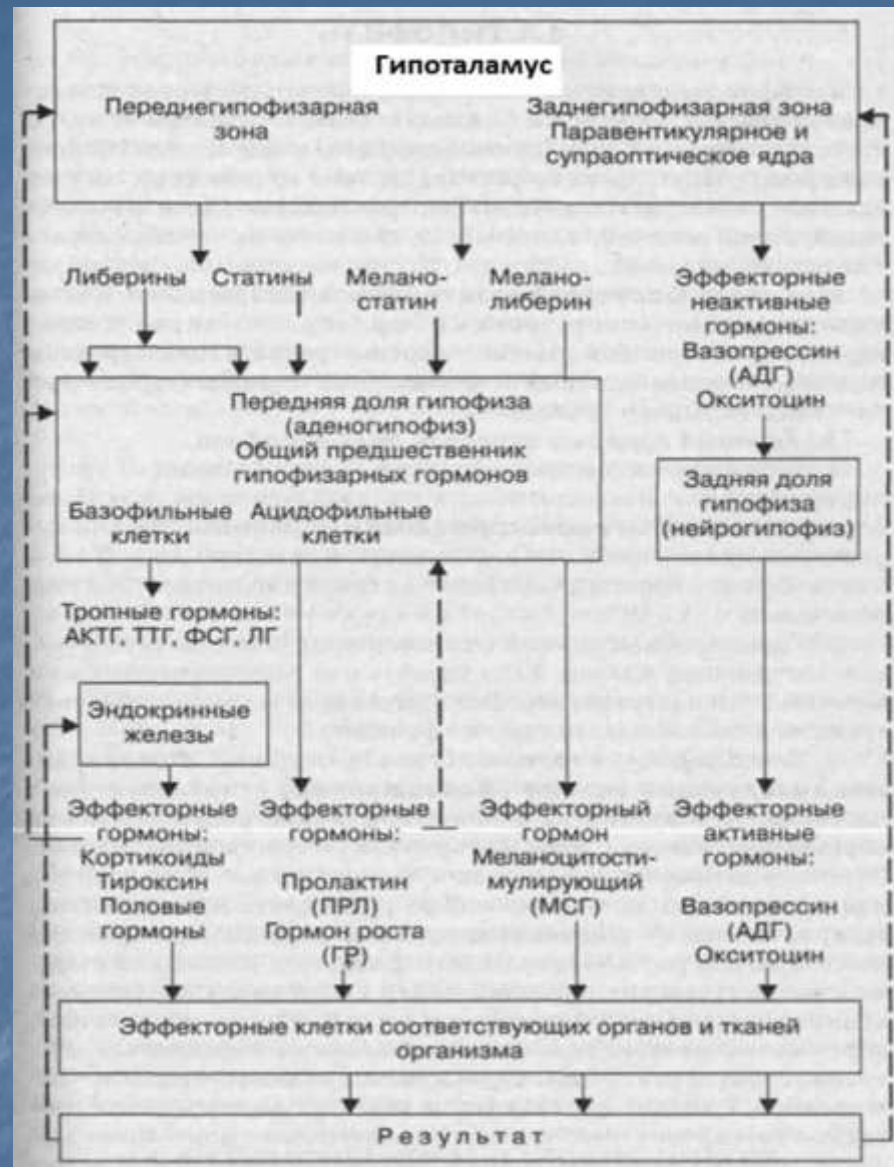 Гипоталамус
Переднегипофизарная
зона
Заднегипофизарная зона
Паравентикулярное и
супраоптическое ядра
Либерины
Статины
Мелано-
статин
Мелано-
либерин
Эффекторные
неактивные
гормоны:
Вазопрессин
(АДГ)
Окситоцин
Передняя доля гипофиза
(аденогипофиз)
Общий предшественник
гипофизарных гормонов
Базофильные
клетки
Ацидофильные
клетки
Задняя доля
гипофиза
(нейрогипофиз)
Тропные гормоны:
АКТГ, ТТГ, ФСГ, ЛГ
Эндокринные
железы
Эффекторные
гормоны:
Кортикоиды
Тироксин
Половые
гормоны
Эффекторные
гормоны:
Пролактин
(ПРЛ)
Гормон роста
(ГР)
Эффекторный
гормон
Меланоцитости-
мулирующий
(МСГ)
Эффекторные
активные
гормоны:
Вазопрессин
(АДГ)
Окситоцин
Эффекторные клетки соответствующих органов и тканей
организма
Результат